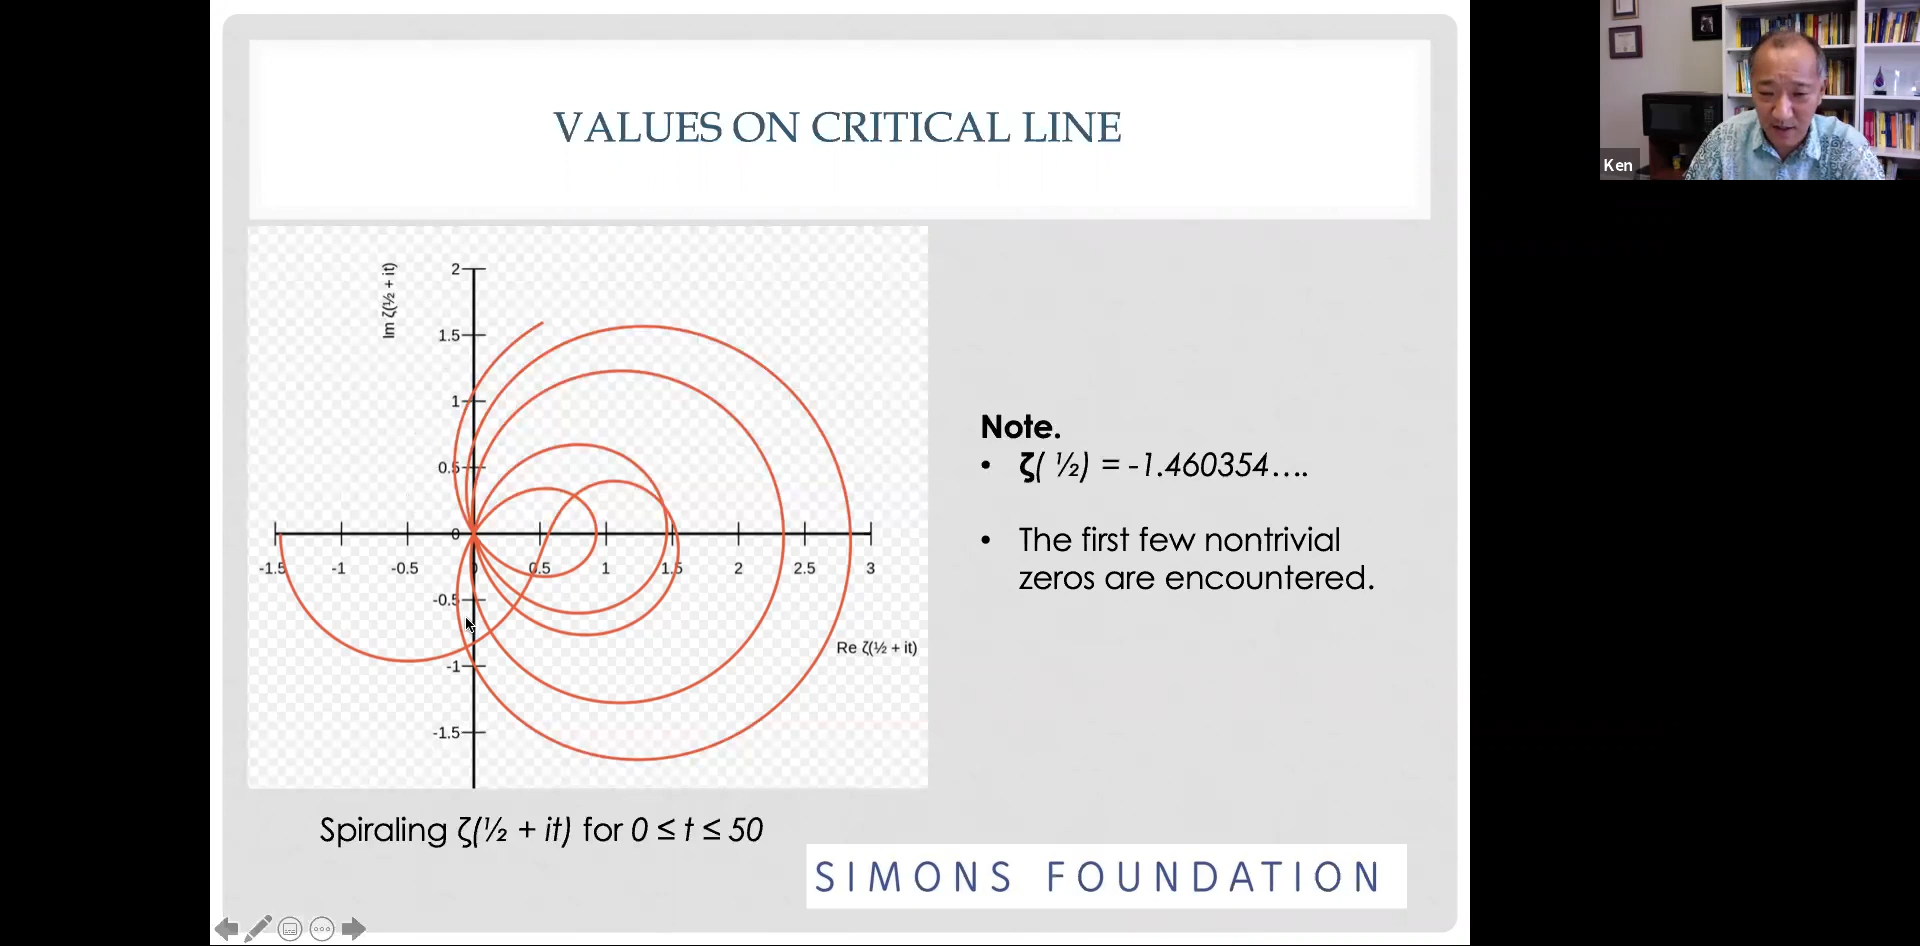 VALUES ON CRITICAL LINE
Ken
Im ζ(½ + it)
2
1.5
1
0.5
0
-0.5
-1
-1.5
-1.5 -1 -0.5 0 0.5 1 1.5 2 2.5 3
Re ζ(½ + it)
Note.
• ζ( ½) = -1.460354….
• The first few nontrivial
zeros are encountered.
Spiraling ζ(½ + it) for 0 ≤ t ≤ 50
SIMONS FOUNDATION